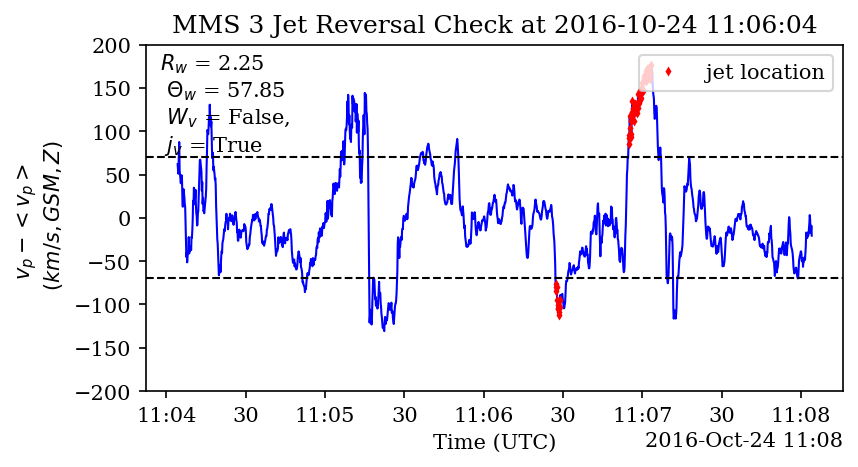 MMS 3 Jet Reversal Check at 2016-10-24 11:06:04
R_w = 2.25
Θ_w = 57.85
W_v = False,
j_v = True
jet location
v_p − < v_p >
(km/s, GSM, Z)
200
150
100
50
0
−50
−100
−150
−200
11:04 30 11:05 30 11:06 30 11:07 30 11:08
Time (UTC)
2016-Oct-24 11:08